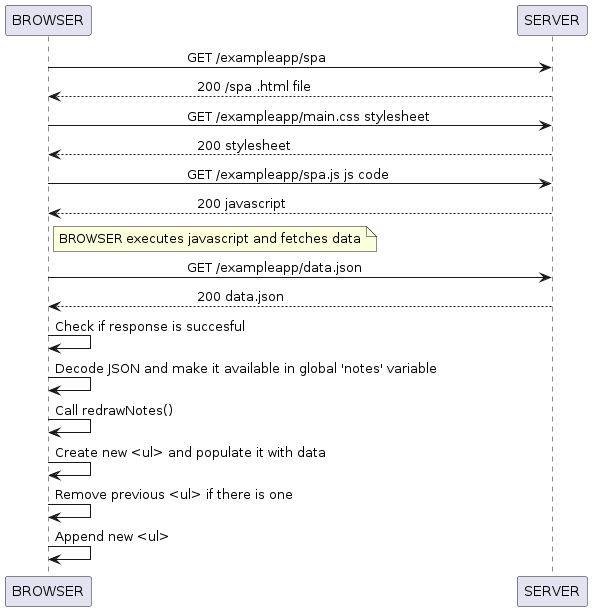 BROWSER SERVER
GET /exampleapp/spa
200 /spa .html file
GET /exampleapp/main.css stylesheet
200 stylesheet
GET /exampleapp/spa.js js code
200 javascript
BROWSER executes javascript and fetches data
GET /exampleapp/data.json
200 data.json
Check if response is succesful
Decode JSON and make it available in global 'notes' variable
Call redrawNotes()
Create new <ul> and populate it with data
Remove previous <ul> if there is one
Append new <ul>
BROWSER SERVER